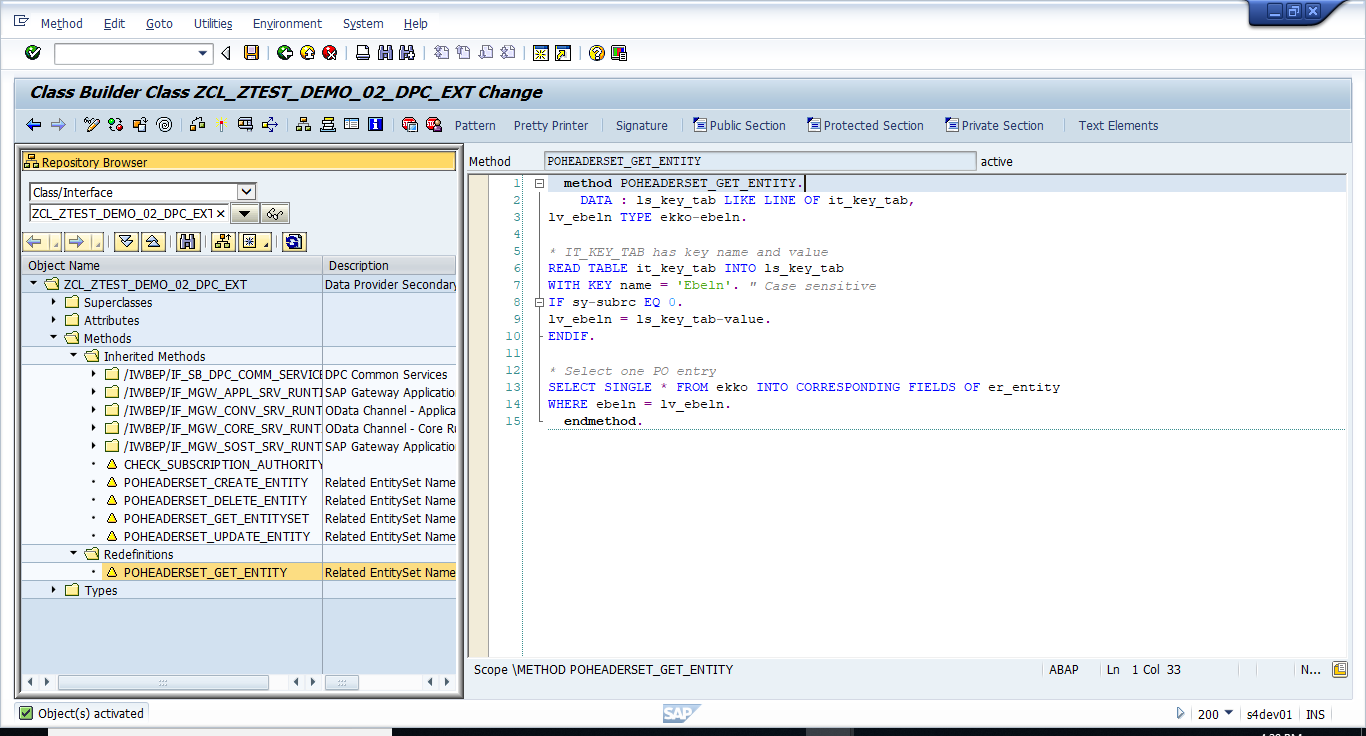 Method Edit Goto Utilities Environment System Help
Class Builder Class ZCL_ZTEST_DEMO_02_DPC_EXT Change
Pattern Pretty Printer Signature Public Section Protected Section Private Section Text Elements
Repository Browser
Class/Interface
ZCL_ZTEST_DEMO_02_DPC_EXT
Object Name Description
ZCL_ZTEST_DEMO_02_DPC_EXT Data Provider Secondary
Superclasses
Attributes
Methods
Inherited Methods
/IWBEP/IF_SB_DPC_COMM_SERVICE DPC Common Services
/IWBEP/IF_MGW_APPL_SRV_RUNTI SAP Gateway Applicatio
/IWBEP/IF_MGW_CONV_SRV_RUNT OData Channel - Applica
/IWBEP/IF_MGW_CORE_SRV_RUNT OData Channel - Core Ru
/IWBEP/IF_MGW_SOST_SRV_RUNT SAP Gateway Applicatio
CHECK_SUBSCRIPTION_AUTHORITY
POHEADERSET_CREATE_ENTITY Related EntitySet Name
POHEADERSET_DELETE_ENTITY Related EntitySet Name
POHEADERSET_GET_ENTITYSET Related EntitySet Name
POHEADERSET_UPDATE_ENTITY Related EntitySet Name
Redefinitions
POHEADERSET_GET_ENTITY Related EntitySet Name
Types
Method POHEADERSET_GET_ENTITY active
1 method POHEADERSET_GET_ENTITY.
2 DATA : ls_key_tab LIKE LINE OF it_key_tab,
3 lv_ebeln TYPE ekko-ebeln.
4
5 * IT_KEY_TAB has key name and value
6 READ TABLE it_key_tab INTO ls_key_tab
7 WITH KEY name = 'Ebeln'. " Case sensitive
8 IF sy-subrc EQ 0.
9 lv_ebeln = ls_key_tab-value.
10 ENDIF.
11
12 * Select one PO entry
13 SELECT SINGLE * FROM ekko INTO CORRESPONDING FIELDS OF er_entity
14 WHERE ebeln = lv_ebeln.
15 endmethod.
Scope \METHOD POHEADERSET_GET_ENTITY ABAP Ln 1 Col 33 N...
Object(s) activated SAP 200 s4dev01 INS